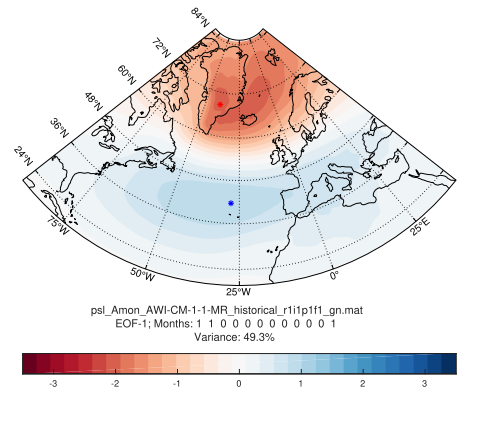 84°N
72°N
60°N
48°N
36°N
24°N
75°W
50°W
25°W
0°
25°E
psl_Amon_AWI-CM-1-1-MR_historical_r1i1p1f1_gn.mat
EOF-1; Months: 1 1 0 0 0 0 0 0 0 0 0 1
Variance: 49.3%
-3 -2 -1 0 1 2 3